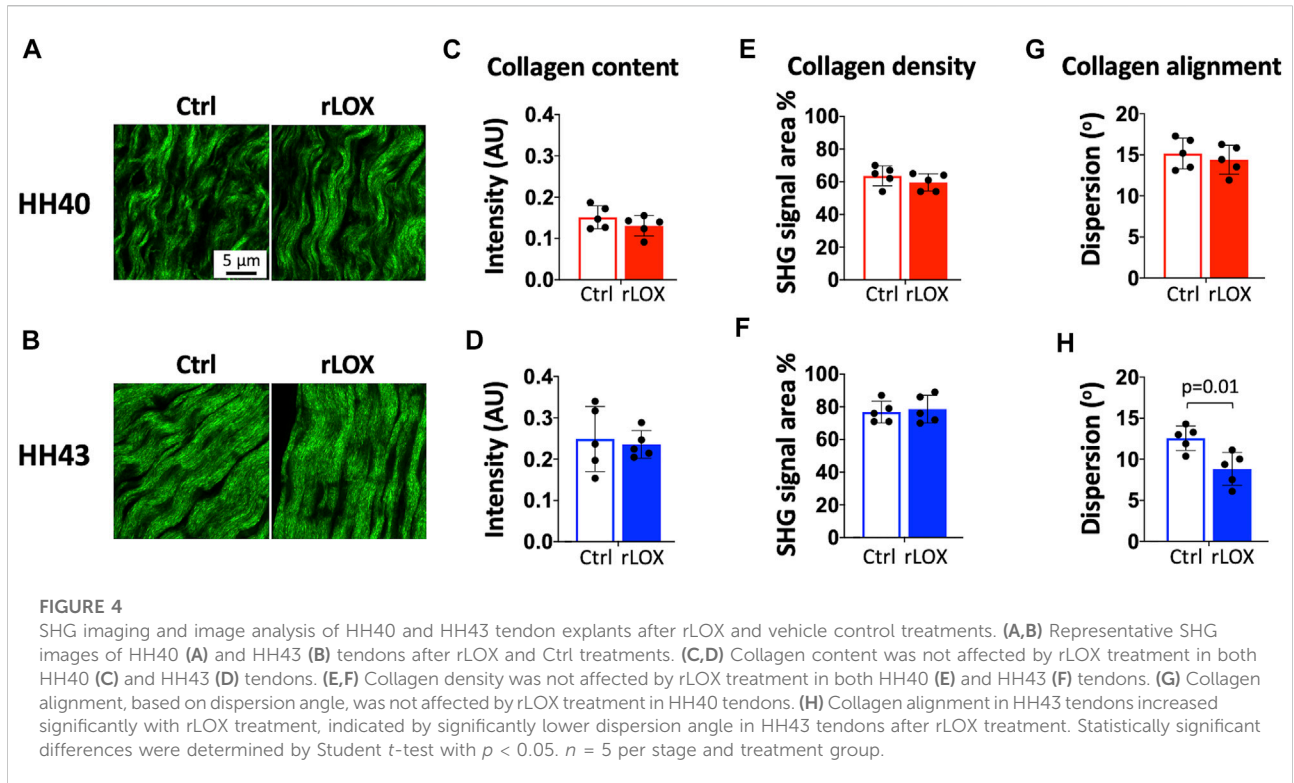 A
Ctrl rLOX
HH40
5 µm
B
Ctrl rLOX
HH43
C
Collagen content
Intensity (AU)
0.4
0.3
0.2
0.1
0.0
Ctrl rLOX
D
Intensity (AU)
0.4
0.3
0.2
0.1
0.0
Ctrl rLOX
E
Collagen density
SHG signal area %
100
80
60
40
20
0
Ctrl rLOX
F
SHG signal area %
100
80
60
40
20
0
Ctrl rLOX
G
Collagen alignment
Dispersion (º)
20
15
10
5
0
Ctrl rLOX
H
Dispersion (º)
20
15
10
5
0
p=0.01
Ctrl rLOX
FIGURE 4
SHG imaging and image analysis of HH40 and HH43 tendon explants after rLOX and vehicle control treatments. (A,B) Representative SHG
images of HH40 (A) and HH43 (B) tendons after rLOX and Ctrl treatments. (C,D) Collagen content was not affected by rLOX treatment in both
HH40 (C) and HH43 (D) tendons. (E,F) Collagen density was not affected by rLOX treatment in both HH40 (E) and HH43 (F) tendons. (G) Collagen
alignment, based on dispersion angle, was not affected by rLOX treatment in HH40 tendons. (H) Collagen alignment in HH43 tendons increased
significantly with rLOX treatment, indicated by significantly lower dispersion angle in HH43 tendons after rLOX treatment. Statistically significant
differences were determined by Student t-test with p < 0.05. n = 5 per stage and treatment group.